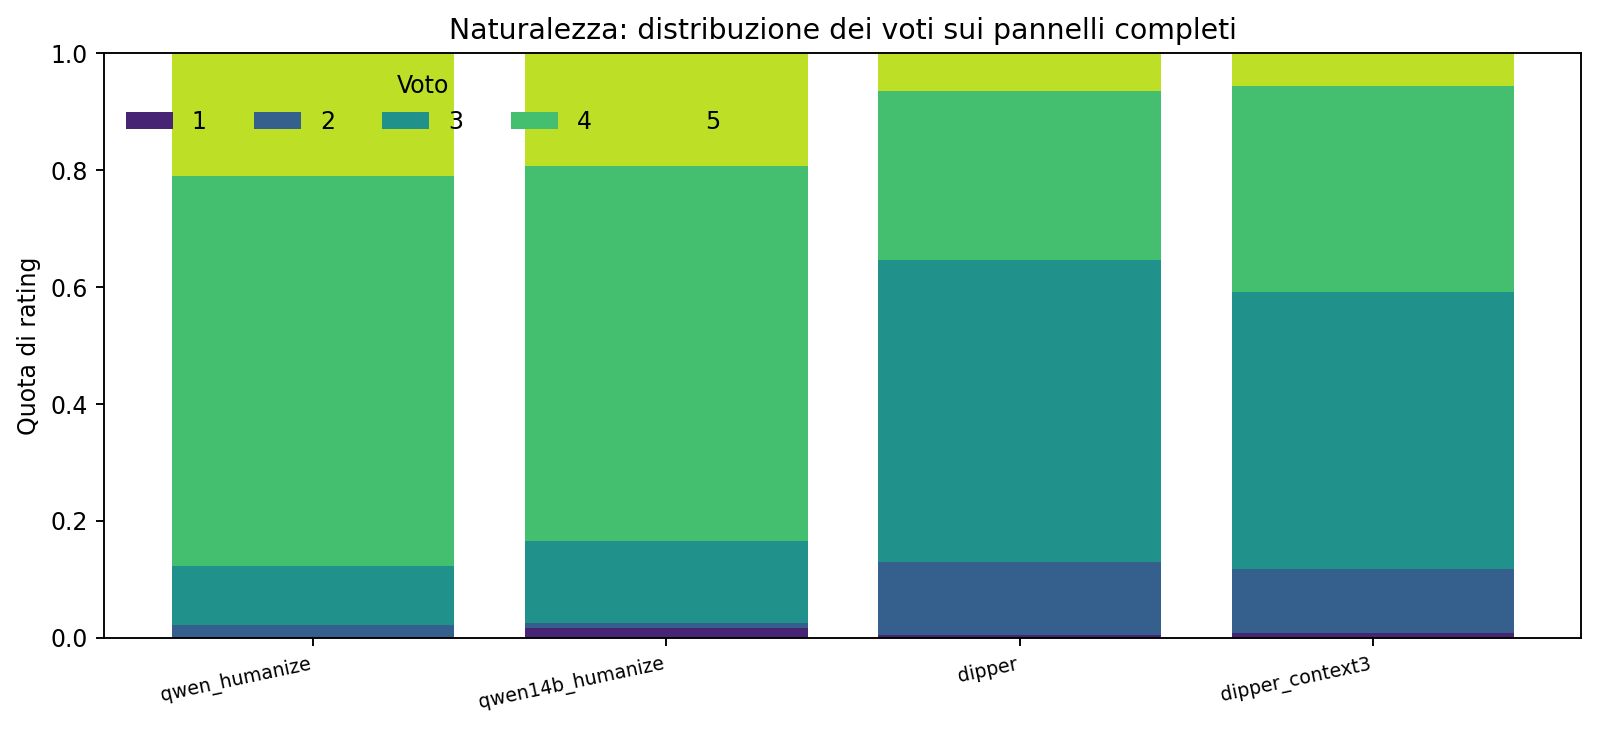 Naturalezza: distribuzione dei voti sui pannelli completi
Voto
1 2 3 4 5
1.0
0.8
0.6
0.4
0.2
0.0
Quota di rating
qwen_humanize
qwen14b_humanize
dipper
dipper_context3